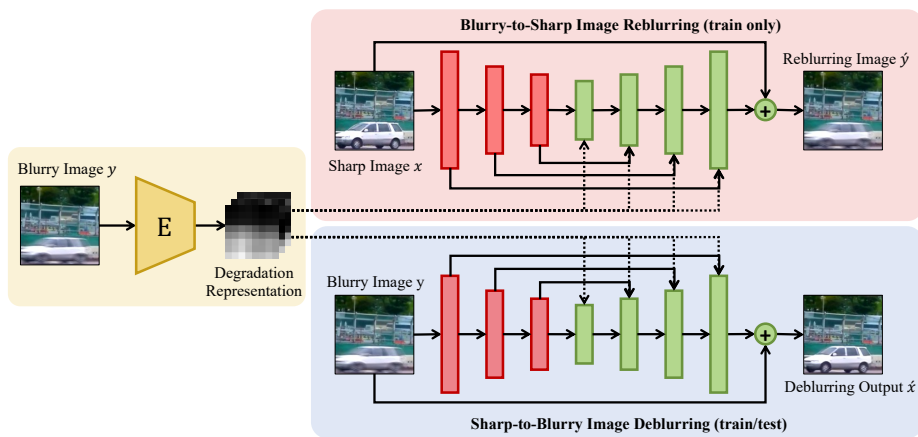 Blurry-to-Sharp Image Reblurring (train only)
Reblurring Image ý
Sharp Image x
+
Blurry Image y
E
Degradation
Representation
Blurry Image y
+
Deblurring Output x́
Sharp-to-Blurry Image Deblurring (train/test)